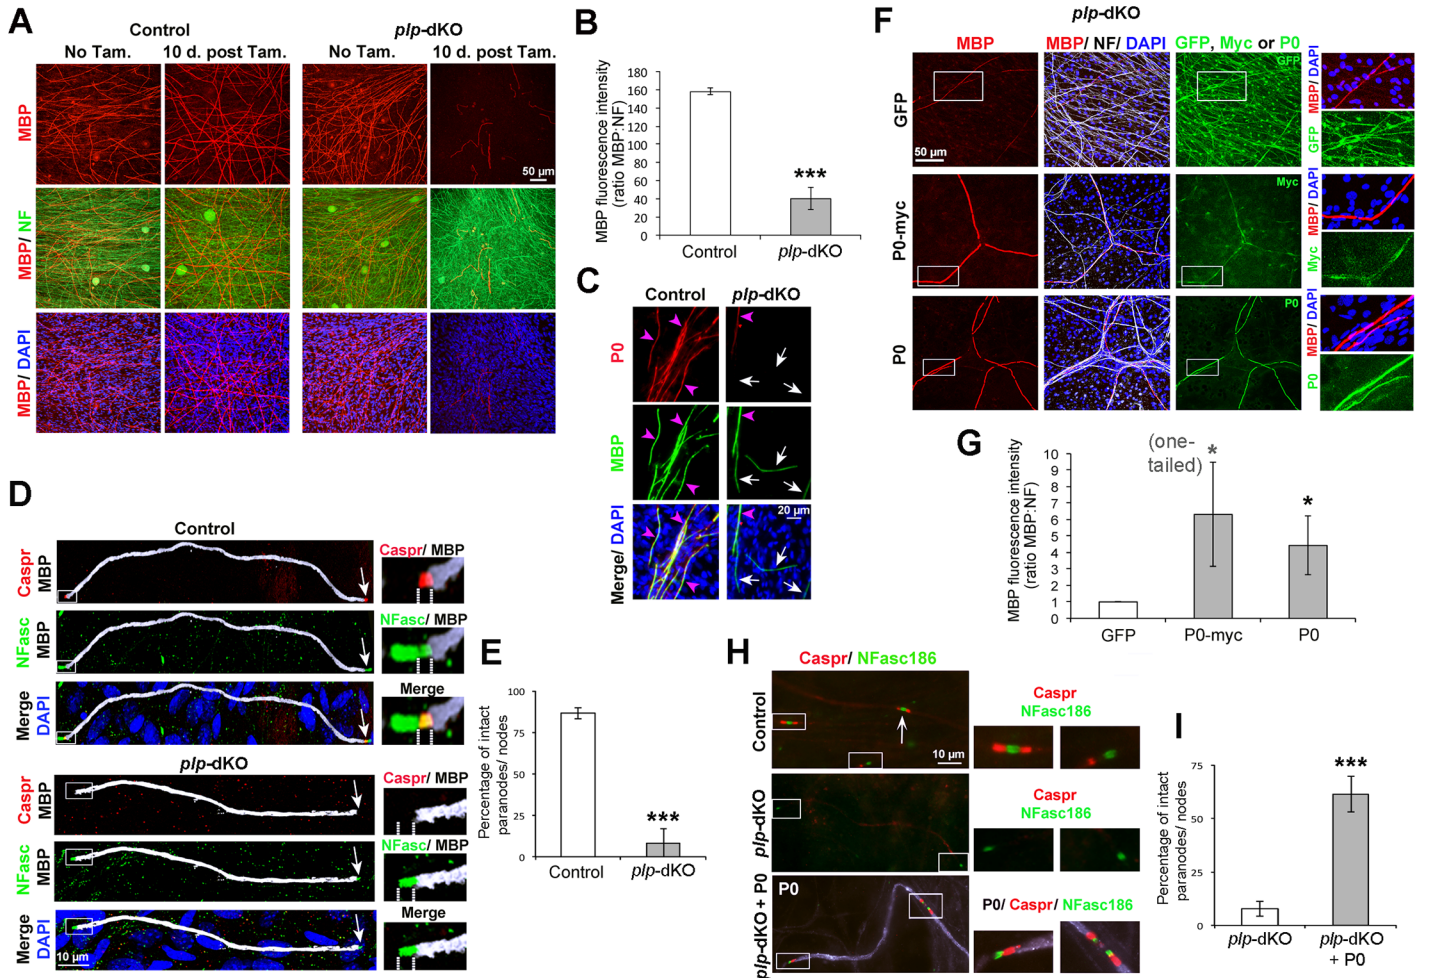 A
Control
plp-dKO
No Tam.
10 d. post Tam.
No Tam.
10 d. post Tam.
MBP
50 µm
MBP/ NF
MBP/ DAPI
B
MBP fluorescence intensity
(ratio MBP:NF)
180
160
140
120
100
80
60
40
20
0
***
Control
plp-dKO
C
Control
plp-dKO
P0
MBP
Merge/ DAPI
20 µm
D
Control
Caspr
MBP
Caspr/ MBP
NFasc
MBP
NFasc/ MBP
Merge
DAPI
Merge
plp-dKO
Caspr
MBP
Caspr/ MBP
NFasc
MBP
NFasc/ MBP
Merge
DAPI
Merge
10 µm
E
Percentage of intact
paranodes/ nodes
100
75
50
25
0
***
Control
plp-dKO
F
plp-dKO
MBP
MBP/ NF/ DAPI
GFP, Myc or P0
GFP
50 µm
GFP
MBP/ DAPI
GFP
P0-myc
Myc
MBP/ DAPI
Myc
P0
P0
MBP/ DAPI
P0
G
MBP fluorescence intensity
(ratio MBP:NF)
10
9
8
7
6
5
4
3
2
1
0
(one-
tailed)
*
*
GFP
P0-myc
P0
H
Caspr/ NFasc186
Control
10 µm
Caspr
NFasc186
plp-dKO
Caspr
NFasc186
plp-dKO + P0
P0
P0/ Caspr/ NFasc186
I
Percentage of intact
paranodes/ nodes
75
50
25
0
***
plp-dKO
plp-dKO
+ P0